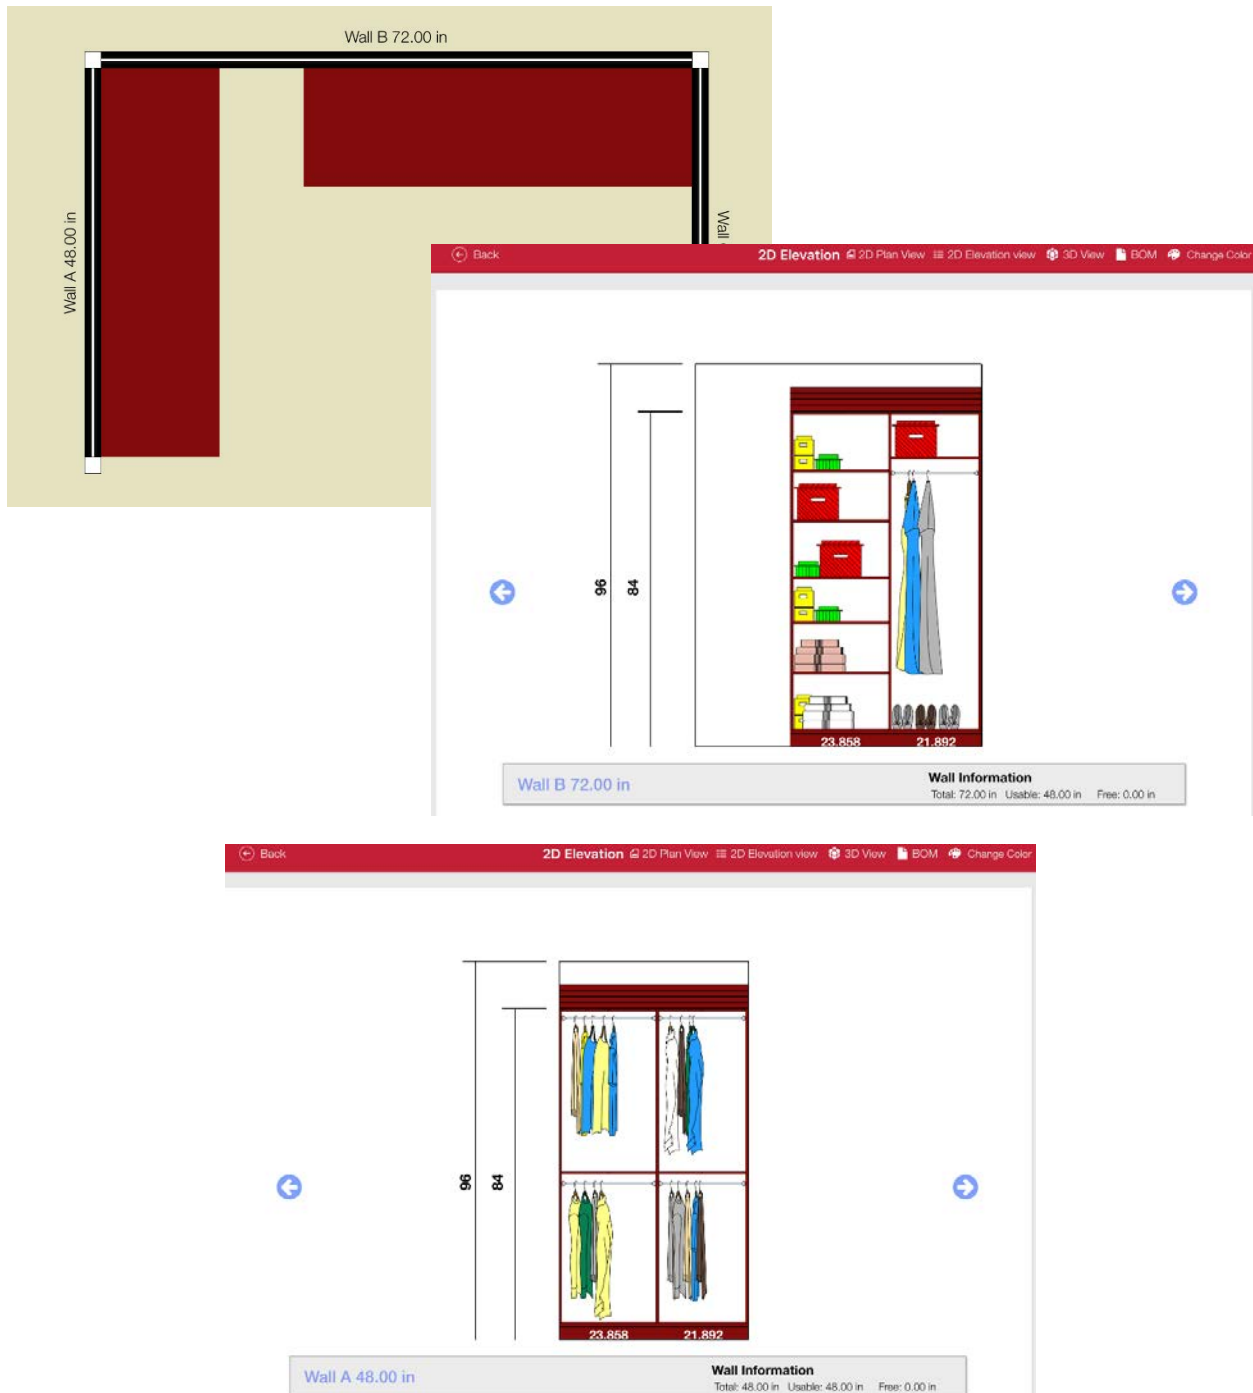 Wall B 72.00 in
Wall A 48.00 in
Wall
Back
2D Elevation 2D Plan View 2D Elevation view 3D View BOM Change Color
96
84
23.858 21.892
Wall B 72.00 in
Wall Information
Total: 72.00 in Usable: 48.00 in Free: 0.00 in
Back
2D Elevation 2D Plan View 2D Elevation view 3D View BOM Change Color
96
84
23.858 21.892
Wall A 48.00 in
Wall Information
Total: 48.00 in Usable: 48.00 in Free: 0.00 in